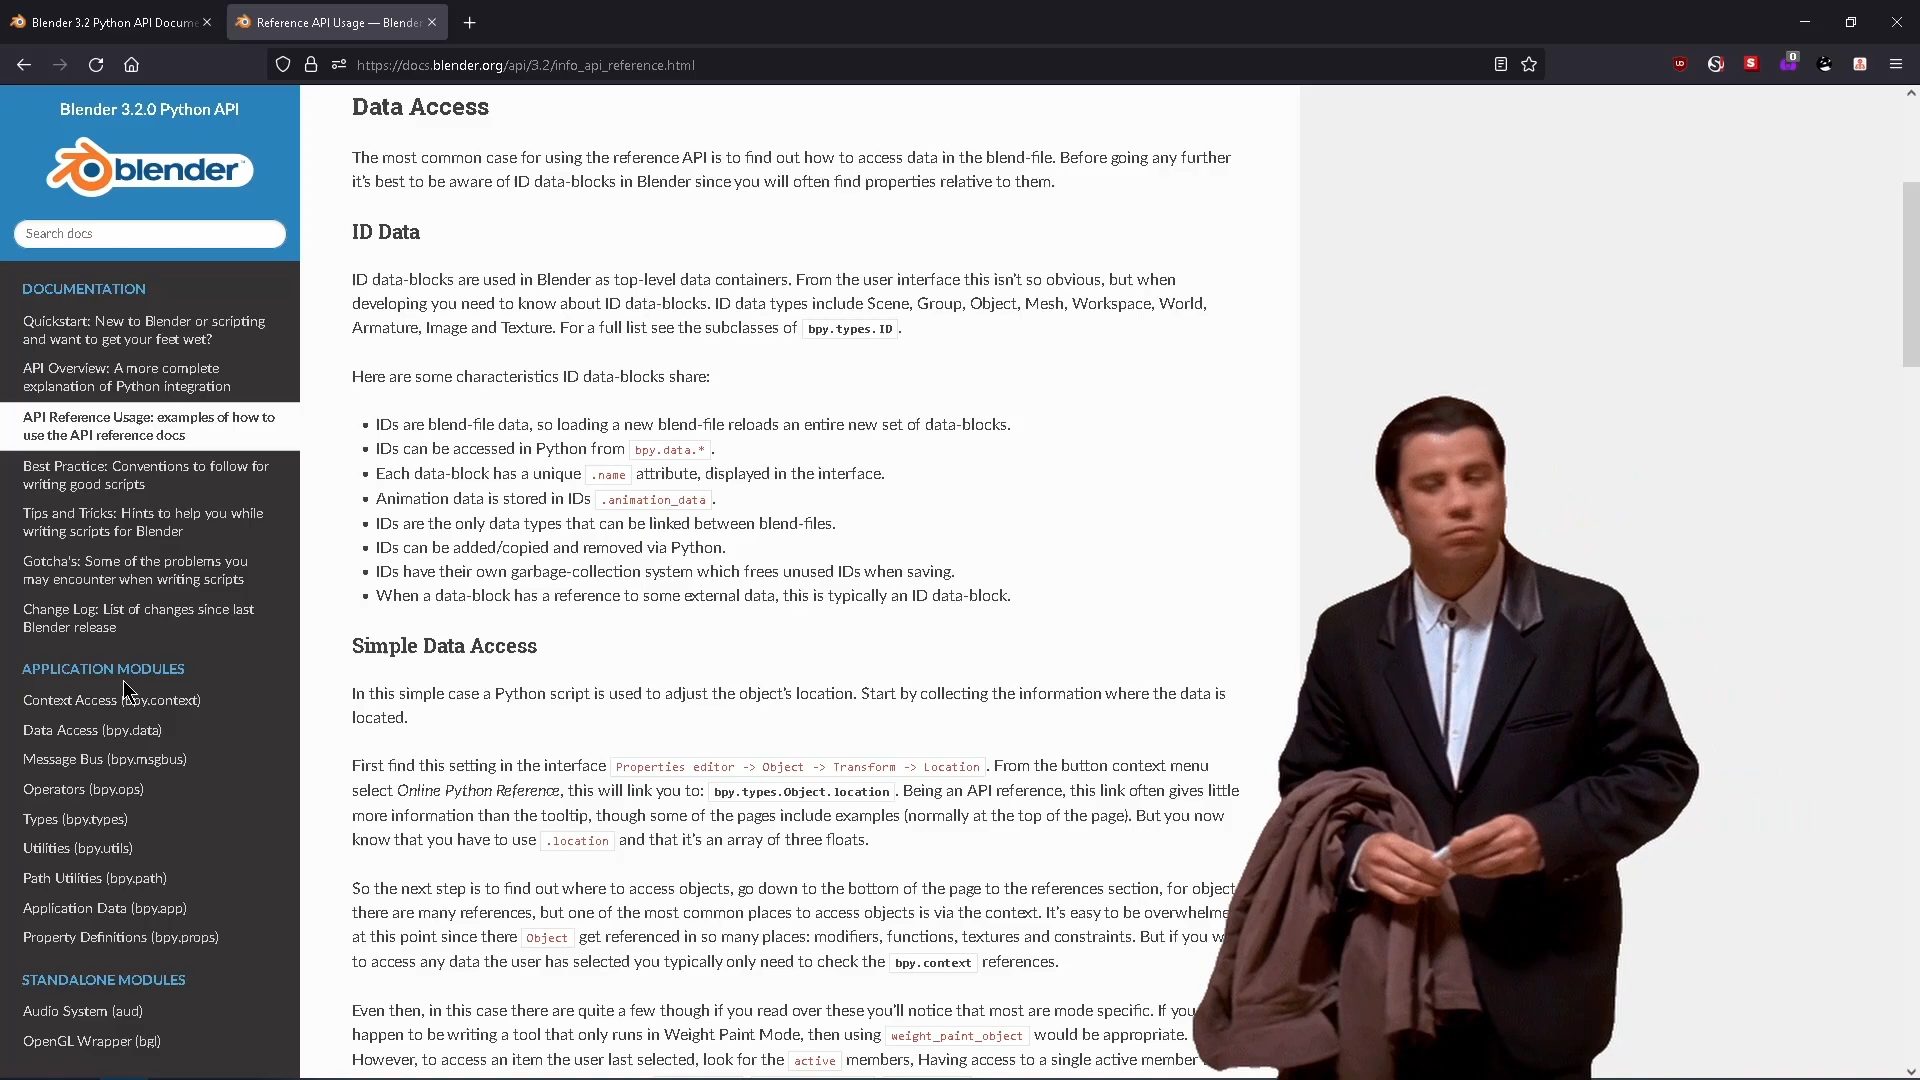 Blender 3.2 Python API Docum
Reference API Usage — Blender
https://docs.blender.org/api/3.2/info_api_reference.html
0
Blender 3.2.0 Python API
blender
Search docs
DOCUMENTATION
Quickstart: New to Blender or scripting
and want to get your feet wet?
API Overview: A more complete
explanation of Python integration
API Reference Usage: examples of how to
use the API reference docs
Best Practice: Conventions to follow for
writing good scripts
Tips and Tricks: Hints to help you while
writing scripts for Blender
Gotcha's: Some of the problems you
may encounter when writing scripts
Change Log: List of changes since last
Blender release
APPLICATION MODULES
Context Access (bpy.context)
Data Access (bpy.data)
Message Bus (bpy.msgbus)
Operators (bpy.ops)
Types (bpy.types)
Utilities (bpy.utils)
Path Utilities (bpy.path)
Application Data (bpy.app)
Property Definitions (bpy.props)
STANDALONE MODULES
Audio System (aud)
OpenGL Wrapper (bgl)
Data Access
The most common case for using the reference API is to find out how to access data in the blend-file. Before going any further
it's best to be aware of ID data-blocks in Blender since you will often find properties relative to them.
ID Data
ID data-blocks are used in Blender as top-level data containers. From the user interface this isn't so obvious, but when
developing you need to know about ID data-blocks. ID data types include Scene, Group, Object, Mesh, Workspace, World,
Armature, Image and Texture. For a full list see the subclasses of bpy.types.ID.
Here are some characteristics ID data-blocks share:
• IDs are blend-file data, so loading a new blend-file reloads an entire new set of data-blocks.
• IDs can be accessed in Python from bpy.data.*.
• Each data-block has a unique .name attribute, displayed in the interface.
• Animation data is stored in IDs .animation_data.
• IDs are the only data types that can be linked between blend-files.
• IDs can be added/copied and removed via Python.
• IDs have their own garbage-collection system which frees unused IDs when saving.
• When a data-block has a reference to some external data, this is typically an ID data-block.
Simple Data Access
In this simple case a Python script is used to adjust the object's location. Start by collecting the information where the data is
located.
First find this setting in the interface Properties editor -> Object -> Transform -> Location. From the button context menu
select Online Python Reference, this will link you to: bpy.types.Object.location. Being an API reference, this link often gives little
more information than the tooltip, though some of the pages include examples (normally at the top of the page). But you now
know that you have to use .location and that it's an array of three floats.
So the next step is to find out where to access objects, go down to the bottom of the page to the references section, for object
there are many references, but one of the most common places to access objects is via the context. It's easy to be overwhelme
at this point since there Object get referenced in so many places: modifiers, functions, textures and constraints. But if you w
to access any data the user has selected you typically only need to check the bpy.context references.
Even then, in this case there are quite a few though if you read over these you'll notice that most are mode specific. If you
happen to be writing a tool that only runs in Weight Paint Mode, then using weight_paint_object would be appropriate.
However, to access an item the user last selected, look for the active members, Having access to a single active member